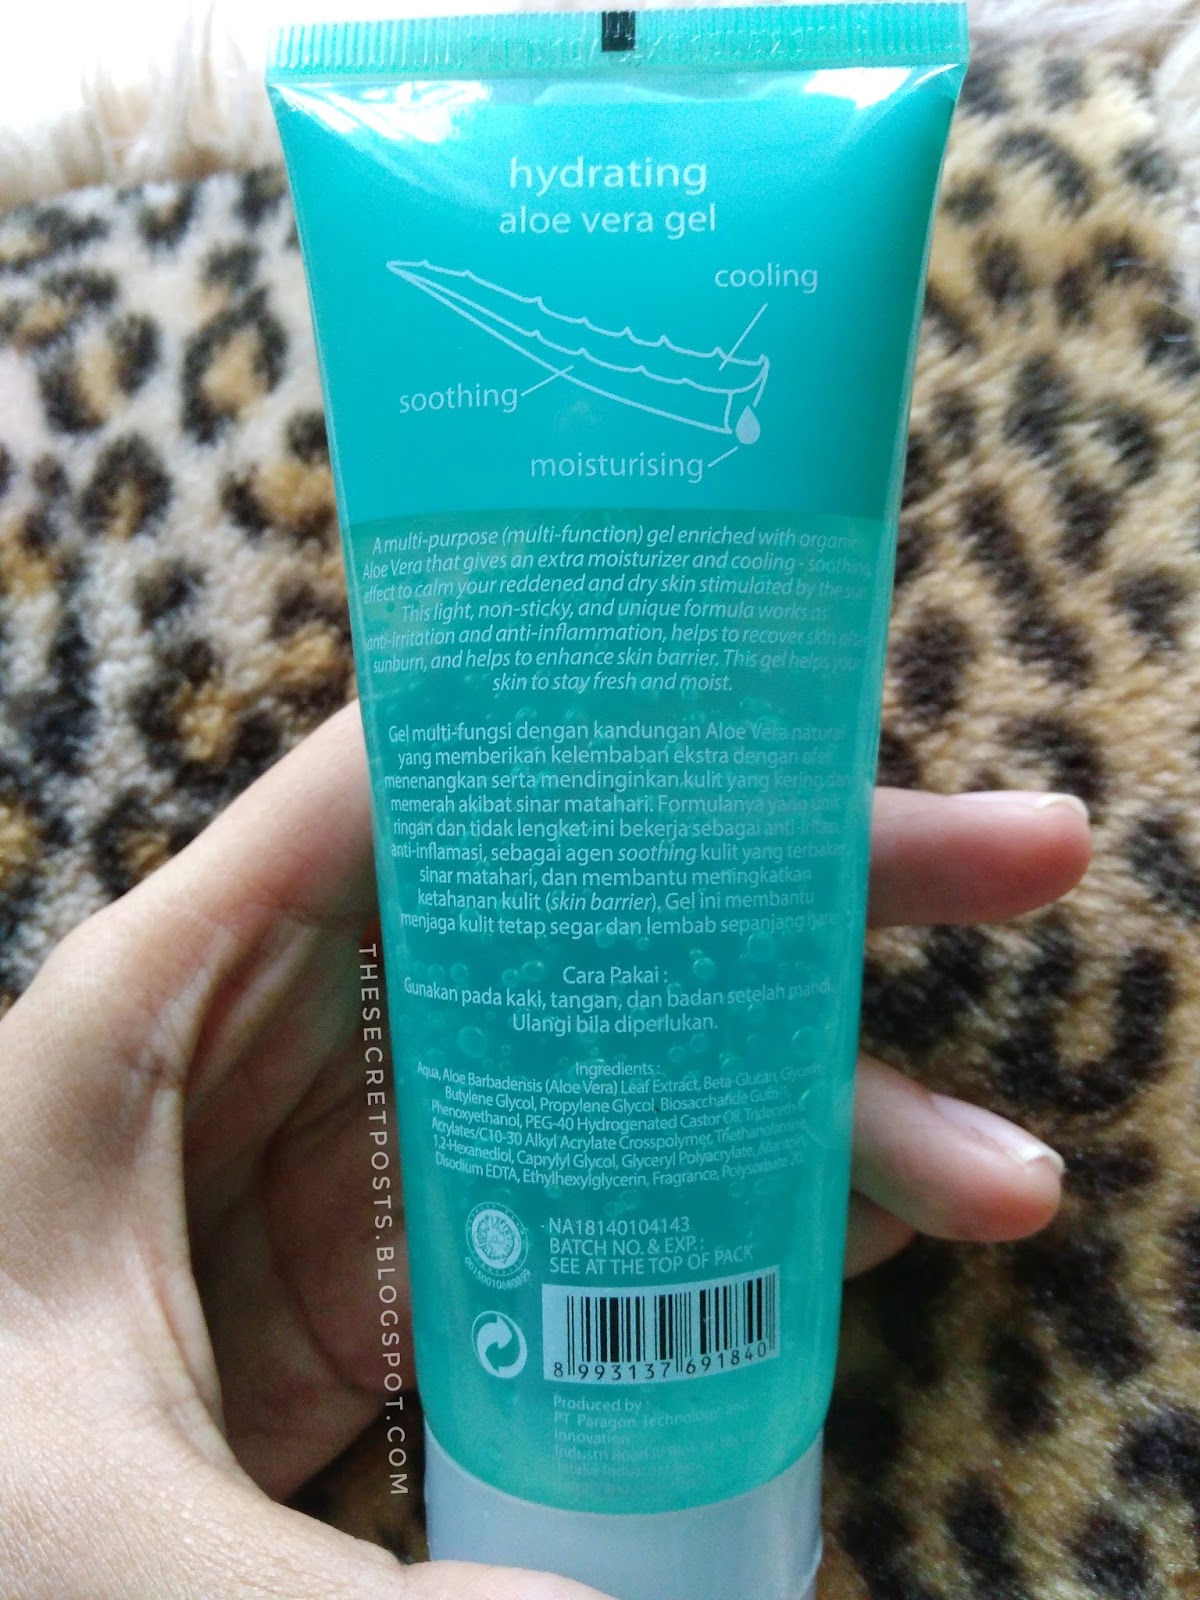 hydrating
aloe vera gel
cooling
soothing
moisturising
A multi-purpose (multi-function) gel enriched with organic
Aloe Vera that gives an extra moisturizer and cooling - soothing
effect to calm your reddened and dry skin stimulated by the sun.
This light, non-sticky, and unique formula works as
anti-irritation and anti-inflammation, helps to recover skin after
sunburn, and helps to enhance skin barrier. This gel helps your
skin to stay fresh and moist.
Gel multi-fungsi dengan kandungan Aloe Vera natural
yang memberikan kelembaban ekstra dengan efek
menenangkan serta mendinginkan kulit yang kering dan
memerah akibat sinar matahari. Formulanya yang unik
ringan dan tidak lengket ini bekerja sebagai anti-iritasi
anti-inflamasi, sebagai agen soothing kulit yang terbakar
sinar matahari, dan membantu meningkatkan
ketahanan kulit (skin barrier). Gel ini membantu
menjaga kulit tetap segar dan lembab sepanjang hari.
Cara Pakai :
Gunakan pada kaki, tangan, dan badan setelah mandi.
Ulangi bila diperlukan.
Ingredients :
Aqua, Aloe Barbadensis (Aloe Vera) Leaf Extract, Beta-Glucan, Glycerin,
Butylene Glycol, Propylene Glycol, Biosaccharide Gum-1,
Phenoxyethanol, PEG-40 Hydrogenated Castor Oil, Trideceth-9,
Acrylates/C10-30 Alkyl Acrylate Crosspolymer, Triethanolamine,
1,2-Hexanediol, Caprylyl Glycol, Glyceryl Polyacrylate, Allantoin,
Disodium EDTA, Ethylhexylglycerin, Fragrance, Polysorbate 20.
NA18140104143
BATCH NO. & EXP.:
SEE AT THE TOP OF PACK
00150010680899
8 993137 691840
Produced by :
PT Paragon Technology and
Innovation
Industri
THESECRETPOSTS.BLOGSPOT.COM